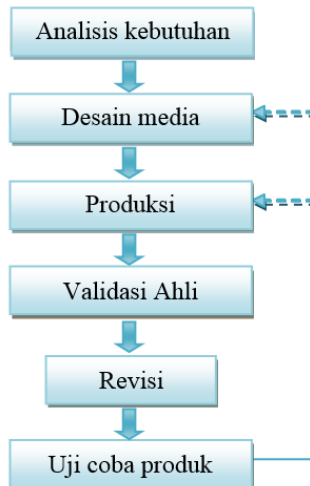 Analisis kebutuhan
Desain media
Produksi
Validasi Ahli
Revisi
Uji coba produk